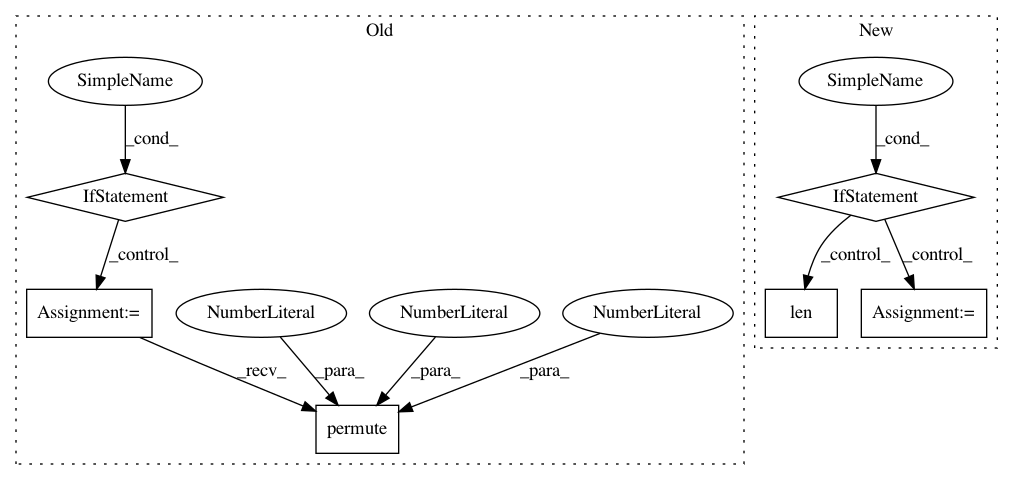 Old
New
SimpleName
SimpleName
_cond_
_cond_
IfStatement
IfStatement
_control_
_control_
_control_
Assignment:=
NumberLiteral
NumberLiteral
NumberLiteral
len
Assignment:=
_recv_
_para_
_para_
_para_
permute